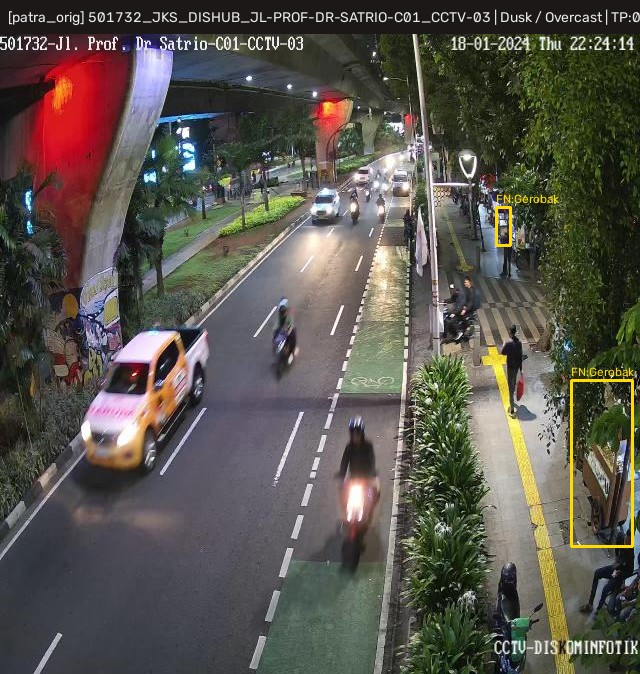 [patra_orig] 501732_JKS_DISHUB_JL-PROF-DR-SATRIO-C01_CCTV-03 | Dusk / Overcast | TP:0
501732-Jl. Prof. Dr Satrio-C01-CCTV-03
18-01-2024 Thu 22:24:14
FN:Gerobak
FN:Gerobak
CCTV-DISKOMINFOTIK